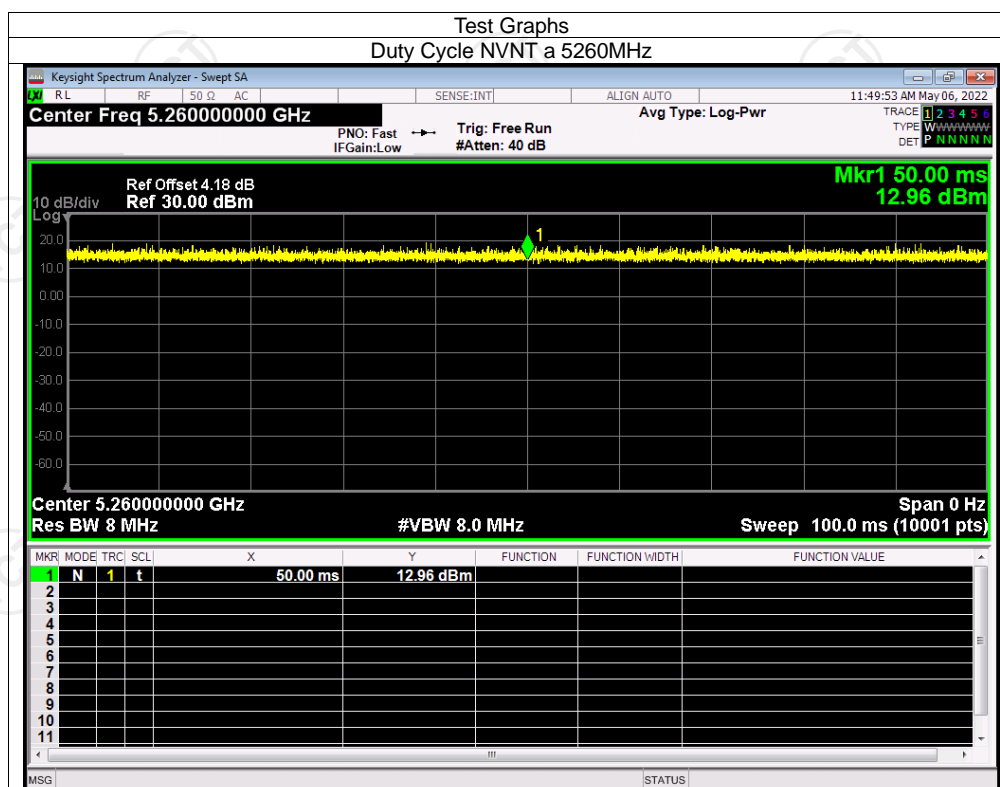 Test Graphs
Duty Cycle NVNT a 5260MHz
Keysight Spectrum Analyzer - Swept SA
LXI RL RF 50 Ω AC SENSE:INT ALIGN AUTO 11:49:53 AM May 06, 2022
Center Freq 5.260000000 GHz Avg Type: Log-Pwr TRACE 1 2 3 4 5 6
PNO: Fast Trig: Free Run TYPE W
IFGain:Low #Atten: 40 dB DET P N N N N N
Ref Offset 4.18 dB Mkr1 50.00 ms
10 dB/div Ref 30.00 dBm 12.96 dBm
Log
20.0
10.0
0.00
-10.0
-20.0
-30.0
-40.0
-50.0
-60.0
1
Center 5.260000000 GHz Span 0 Hz
Res BW 8 MHz #VBW 8.0 MHz Sweep 100.0 ms (10001 pts)
MKR MODE TRC SCL X Y FUNCTION FUNCTION WIDTH FUNCTION VALUE
1 N 1 t 50.00 ms 12.96 dBm
2
3
4
5
6
7
8
9
10
11
MSG STATUS